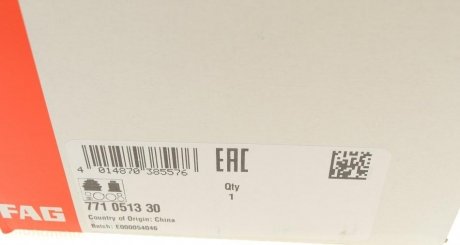 4 014870 385576
EAC
Qty
1
771 0513 30
FAG
Country of Origin: China
Batch: E000054046